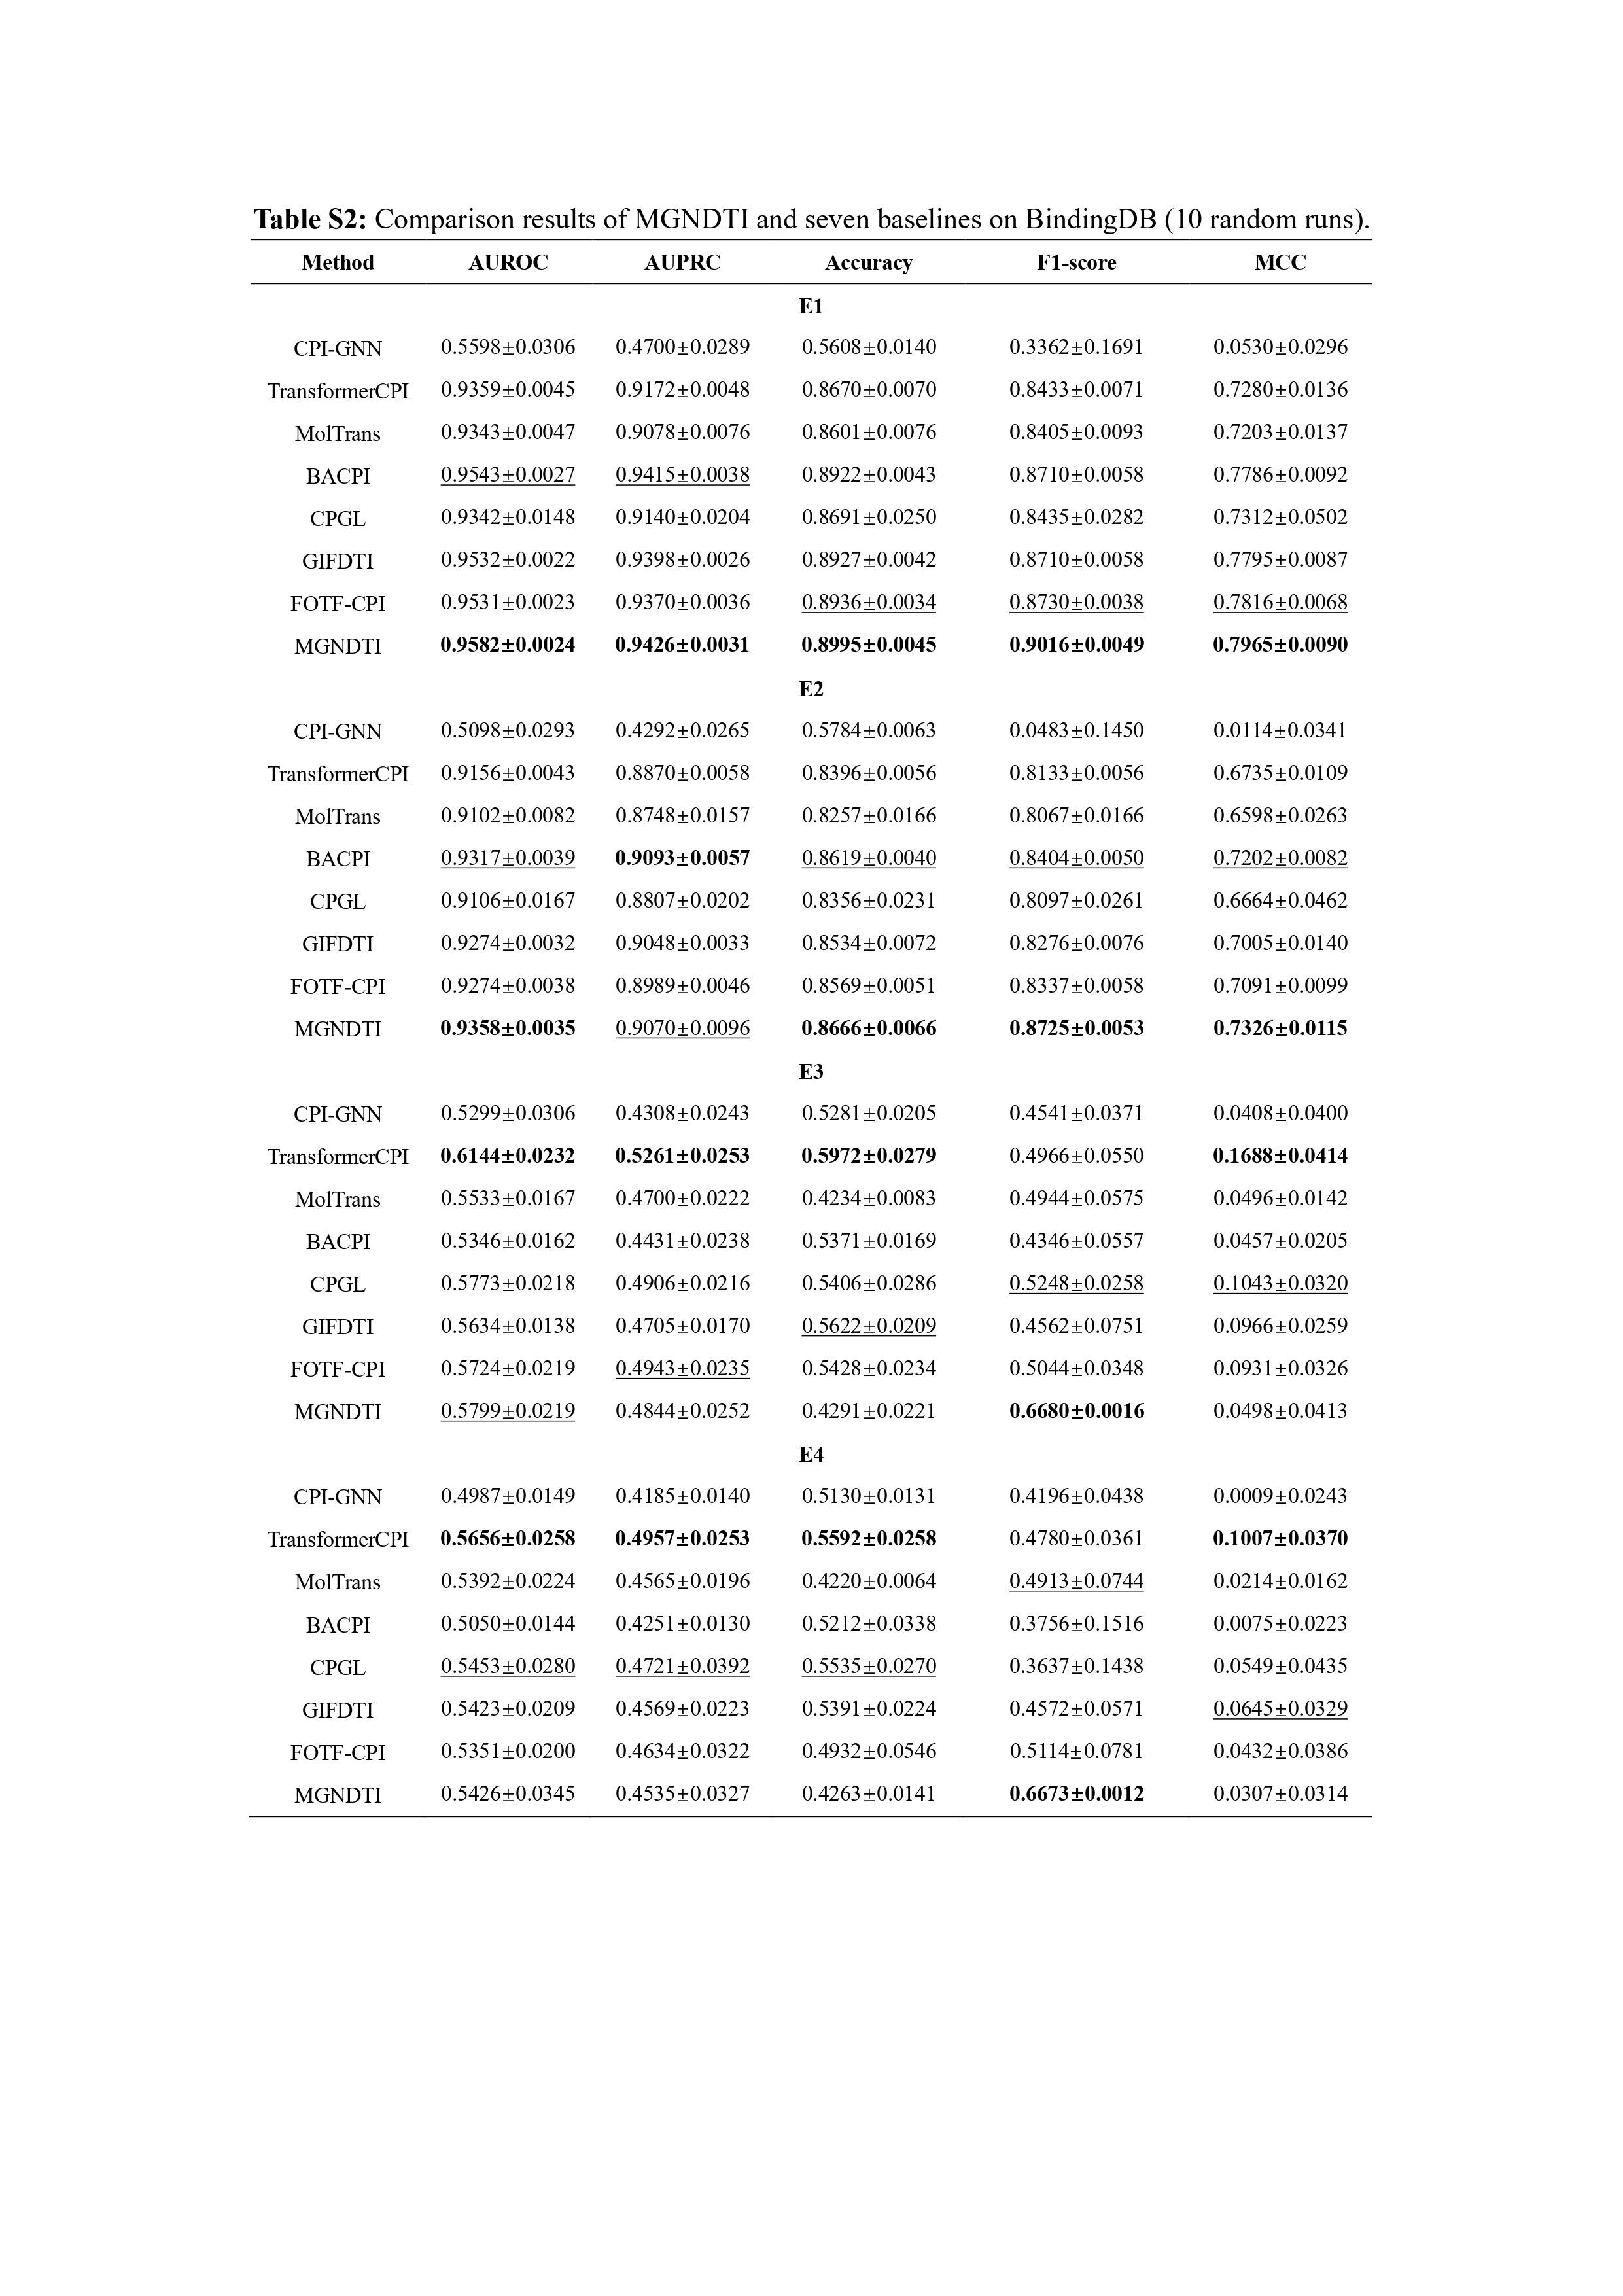 Table S2: Comparison results of MGNDTI and seven baselines on BindingDB (10 random runs).
Method AUROC AUPRC Accuracy F1-score MCC
E1
CPI-GNN 0.5598±0.0306 0.4700±0.0289 0.5608±0.0140 0.3362±0.1691 0.0530±0.0296
TransformerCPI 0.9359±0.0045 0.9172±0.0048 0.8670±0.0070 0.8433±0.0071 0.7280±0.0136
MolTrans 0.9343±0.0047 0.9078±0.0076 0.8601±0.0076 0.8405±0.0093 0.7203±0.0137
BACPI 0.9543±0.0027 0.9415±0.0038 0.8922±0.0043 0.8710±0.0058 0.7786±0.0092
CPGL 0.9342±0.0148 0.9140±0.0204 0.8691±0.0250 0.8435±0.0282 0.7312±0.0502
GIFDTI 0.9532±0.0022 0.9398±0.0026 0.8927±0.0042 0.8710±0.0058 0.7795±0.0087
FOTF-CPI 0.9531±0.0023 0.9370±0.0036 0.8936±0.0034 0.8730±0.0038 0.7816±0.0068
MGNDTI 0.9582±0.0024 0.9426±0.0031 0.8995±0.0045 0.9016±0.0049 0.7965±0.0090
E2
CPI-GNN 0.5098±0.0293 0.4292±0.0265 0.5784±0.0063 0.0483±0.1450 0.0114±0.0341
TransformerCPI 0.9156±0.0043 0.8870±0.0058 0.8396±0.0056 0.8133±0.0056 0.6735±0.0109
MolTrans 0.9102±0.0082 0.8748±0.0157 0.8257±0.0166 0.8067±0.0166 0.6598±0.0263
BACPI 0.9317±0.0039 0.9093±0.0057 0.8619±0.0040 0.8404±0.0050 0.7202±0.0082
CPGL 0.9106±0.0167 0.8807±0.0202 0.8356±0.0231 0.8097±0.0261 0.6664±0.0462
GIFDTI 0.9274±0.0032 0.9048±0.0033 0.8534±0.0072 0.8276±0.0076 0.7005±0.0140
FOTF-CPI 0.9274±0.0038 0.8989±0.0046 0.8569±0.0051 0.8337±0.0058 0.7091±0.0099
MGNDTI 0.9358±0.0035 0.9070±0.0096 0.8666±0.0066 0.8725±0.0053 0.7326±0.0115
E3
CPI-GNN 0.5299±0.0306 0.4308±0.0243 0.5281±0.0205 0.4541±0.0371 0.0408±0.0400
TransformerCPI 0.6144±0.0232 0.5261±0.0253 0.5972±0.0279 0.4966±0.0550 0.1688±0.0414
MolTrans 0.5533±0.0167 0.4700±0.0222 0.4234±0.0083 0.4944±0.0575 0.0496±0.0142
BACPI 0.5346±0.0162 0.4431±0.0238 0.5371±0.0169 0.4346±0.0557 0.0457±0.0205
CPGL 0.5773±0.0218 0.4906±0.0216 0.5406±0.0286 0.5248±0.0258 0.1043±0.0320
GIFDTI 0.5634±0.0138 0.4705±0.0170 0.5622±0.0209 0.4562±0.0751 0.0966±0.0259
FOTF-CPI 0.5724±0.0219 0.4943±0.0235 0.5428±0.0234 0.5044±0.0348 0.0931±0.0326
MGNDTI 0.5799±0.0219 0.4844±0.0252 0.4291±0.0221 0.6680±0.0016 0.0498±0.0413
E4
CPI-GNN 0.4987±0.0149 0.4185±0.0140 0.5130±0.0131 0.4196±0.0438 0.0009±0.0243
TransformerCPI 0.5656±0.0258 0.4957±0.0253 0.5592±0.0258 0.4780±0.0361 0.1007±0.0370
MolTrans 0.5392±0.0224 0.4565±0.0196 0.4220±0.0064 0.4913±0.0744 0.0214±0.0162
BACPI 0.5050±0.0144 0.4251±0.0130 0.5212±0.0338 0.3756±0.1516 0.0075±0.0223
CPGL 0.5453±0.0280 0.4721±0.0392 0.5535±0.0270 0.3637±0.1438 0.0549±0.0435
GIFDTI 0.5423±0.0209 0.4569±0.0223 0.5391±0.0224 0.4572±0.0571 0.0645±0.0329
FOTF-CPI 0.5351±0.0200 0.4634±0.0322 0.4932±0.0546 0.5114±0.0781 0.0432±0.0386
MGNDTI 0.5426±0.0345 0.4535±0.0327 0.4263±0.0141 0.6673±0.0012 0.0307±0.0314